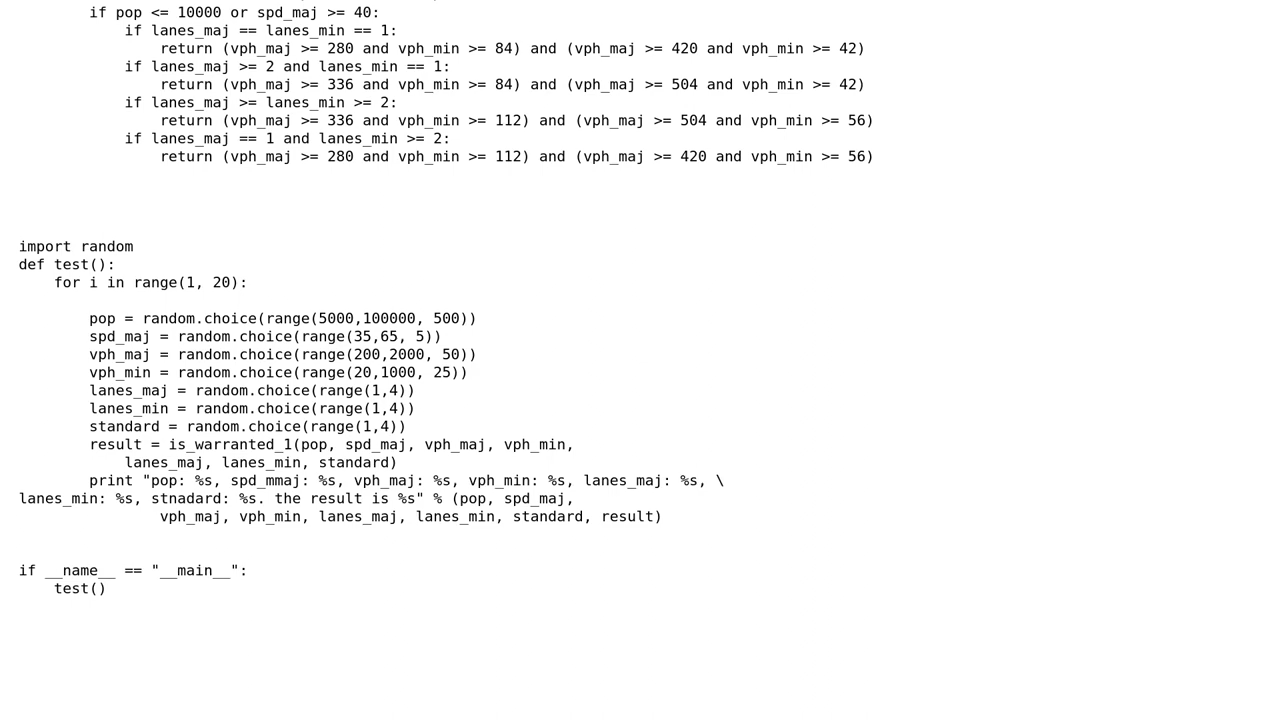 if pop <= 10000 or spd_maj >= 40:
            if lanes_maj == lanes_min == 1:
                return (vph_maj >= 280 and vph_min >= 84) and (vph_maj >= 420 and vph_min >= 42)
            if lanes_maj >= 2 and lanes_min == 1:
                return (vph_maj >= 336 and vph_min >= 84) and (vph_maj >= 504 and vph_min >= 42)
            if lanes_maj >= lanes_min >= 2:
                return (vph_maj >= 336 and vph_min >= 112) and (vph_maj >= 504 and vph_min >= 56)
            if lanes_maj == 1 and lanes_min >= 2:
                return (vph_maj >= 280 and vph_min >= 112) and (vph_maj >= 420 and vph_min >= 56)
import random
def test():
    for i in range(1, 20):
        pop = random.choice(range(5000,100000, 500))
        spd_maj = random.choice(range(35,65, 5))
        vph_maj = random.choice(range(200,2000, 50))
        vph_min = random.choice(range(20,1000, 25))
        lanes_maj = random.choice(range(1,4))
        lanes_min = random.choice(range(1,4))
        standard = random.choice(range(1,4))
        result = is_warranted_1(pop, spd_maj, vph_maj, vph_min,
            lanes_maj, lanes_min, standard)
        print "pop: %s, spd_mmaj: %s, vph_maj: %s, vph_min: %s, lanes_maj: %s, \
lanes_min: %s, stnadard: %s. the result is %s" % (pop, spd_maj,
                vph_maj, vph_min, lanes_maj, lanes_min, standard, result)
if __name__ == "__main__":
    test()